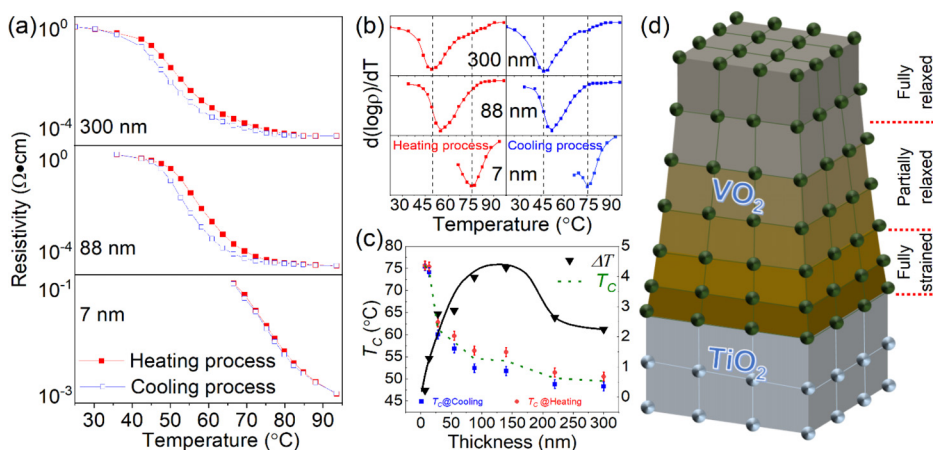 (a)
10⁰
10⁻⁴
300 nm
10⁰
10⁻⁴
88 nm
10⁻¹
7 nm
Heating process
Cooling process
10⁻³
30 40 50 60 70 80 90
Temperature (°C)
Resistivity (Ω•cm)
(b)
300 nm
88 nm
Heating process
Cooling process
7 nm
d(logρ)/dT
30 45 60 75 90
30 45 60 75 90
Temperature (°C)
(c)
80
75
70
65
60
55
50
45
T_C (°C)
5
4
3
2
1
0
ΔT
T_C
T_C@Cooling
T_C@Heating
0 50 100 150 200 250 300
Thickness (nm)
(d)
VO₂
TiO₂
Fully
relaxed
Partially
relaxed
Fully
strained